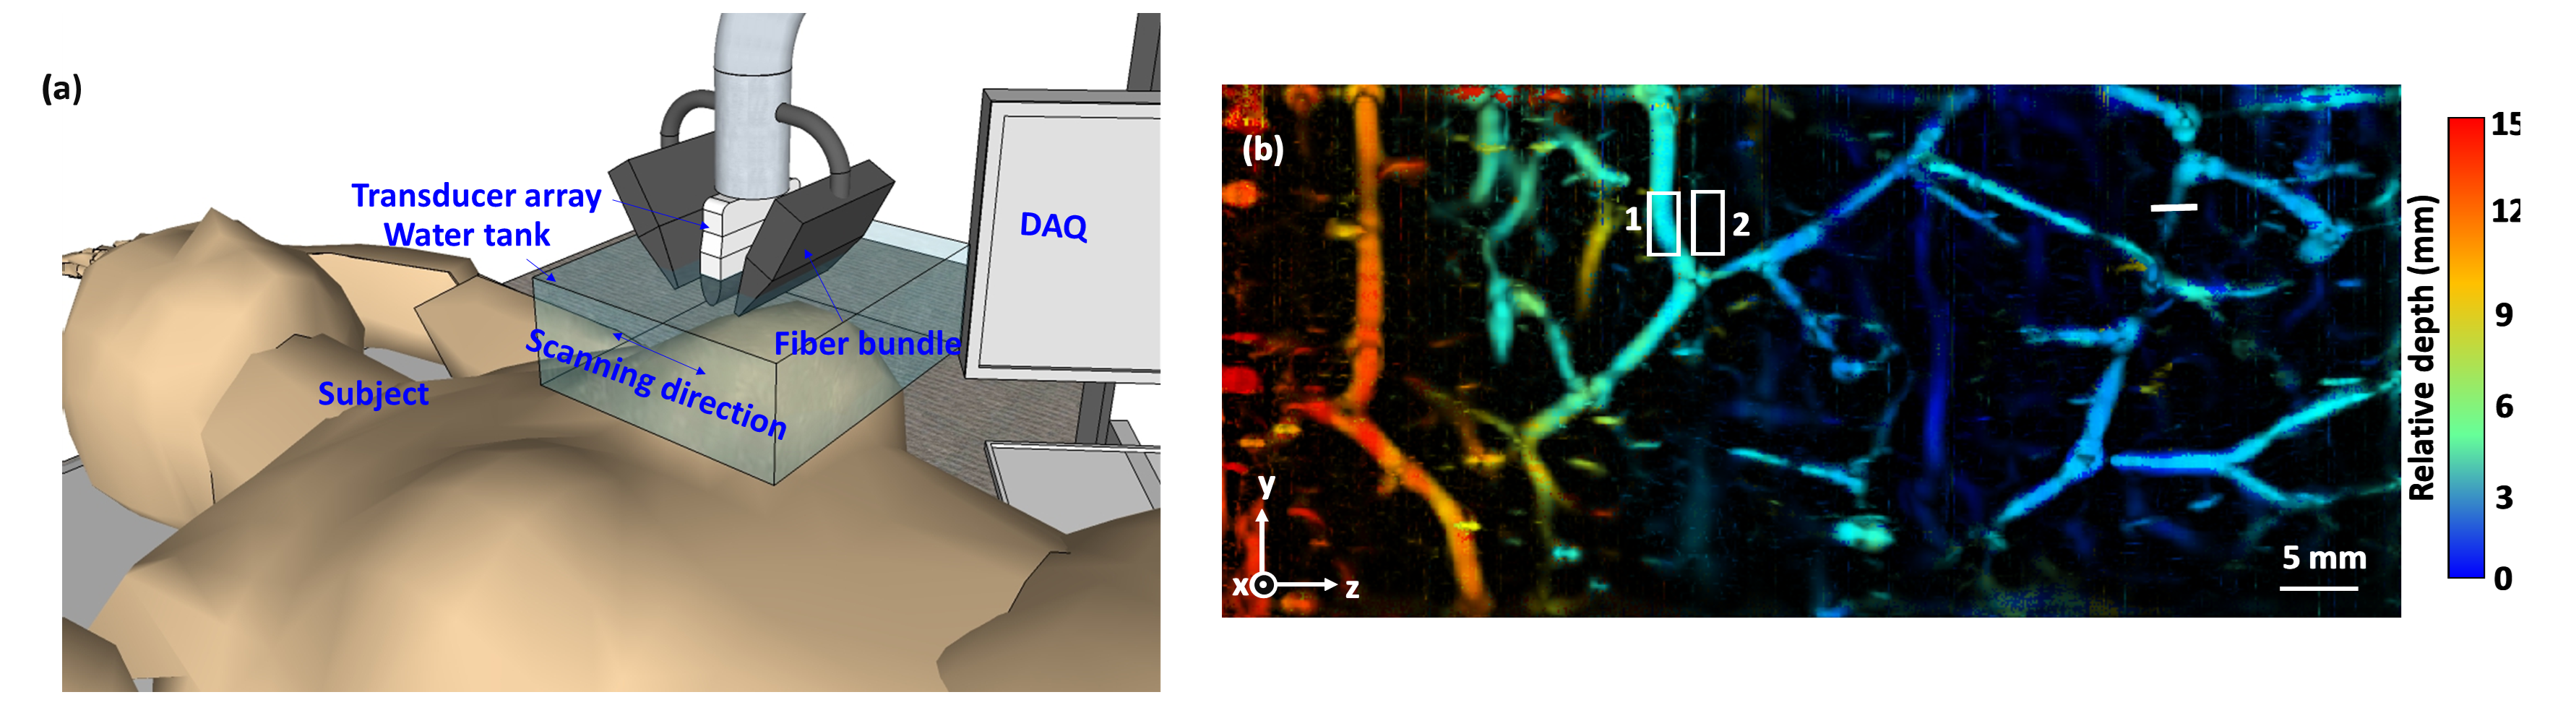 (a)
Transducer array
Water tank
DAQ
Scanning direction
Fiber bundle
Subject
(b)
1
2
y
x
z
5 mm
Relative depth (mm)
15
12
9
6
3
0